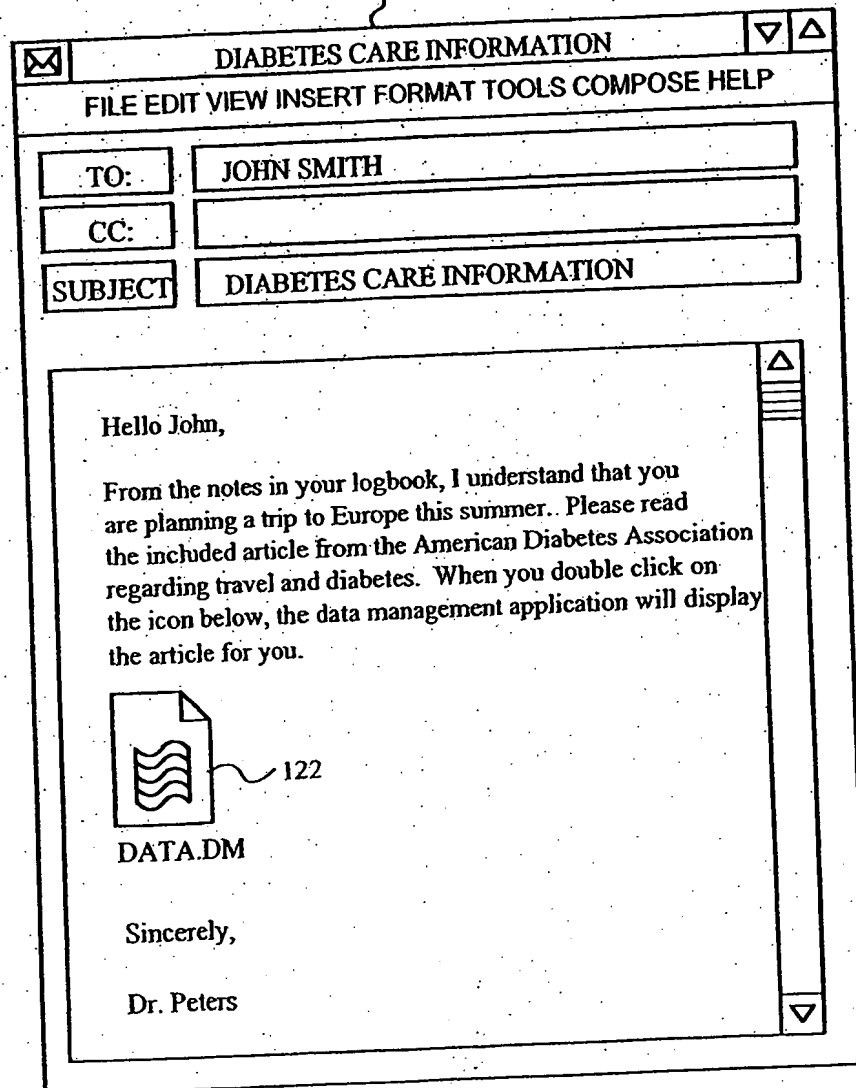 DIABETES CARE INFORMATION
FILE EDIT VIEW INSERT FORMAT TOOLS COMPOSE HELP
TO: JOHN SMITH
CC:
SUBJECT DIABETES CARE INFORMATION
Hello John,
From the notes in your logbook, I understand that you
are planning a trip to Europe this summer.. Please read
the included article from the American Diabetes Association
regarding travel and diabetes. When you double click on
the icon below, the data management application will display
the article for you.
122
DATA.DM
Sincerely,
Dr. Peters